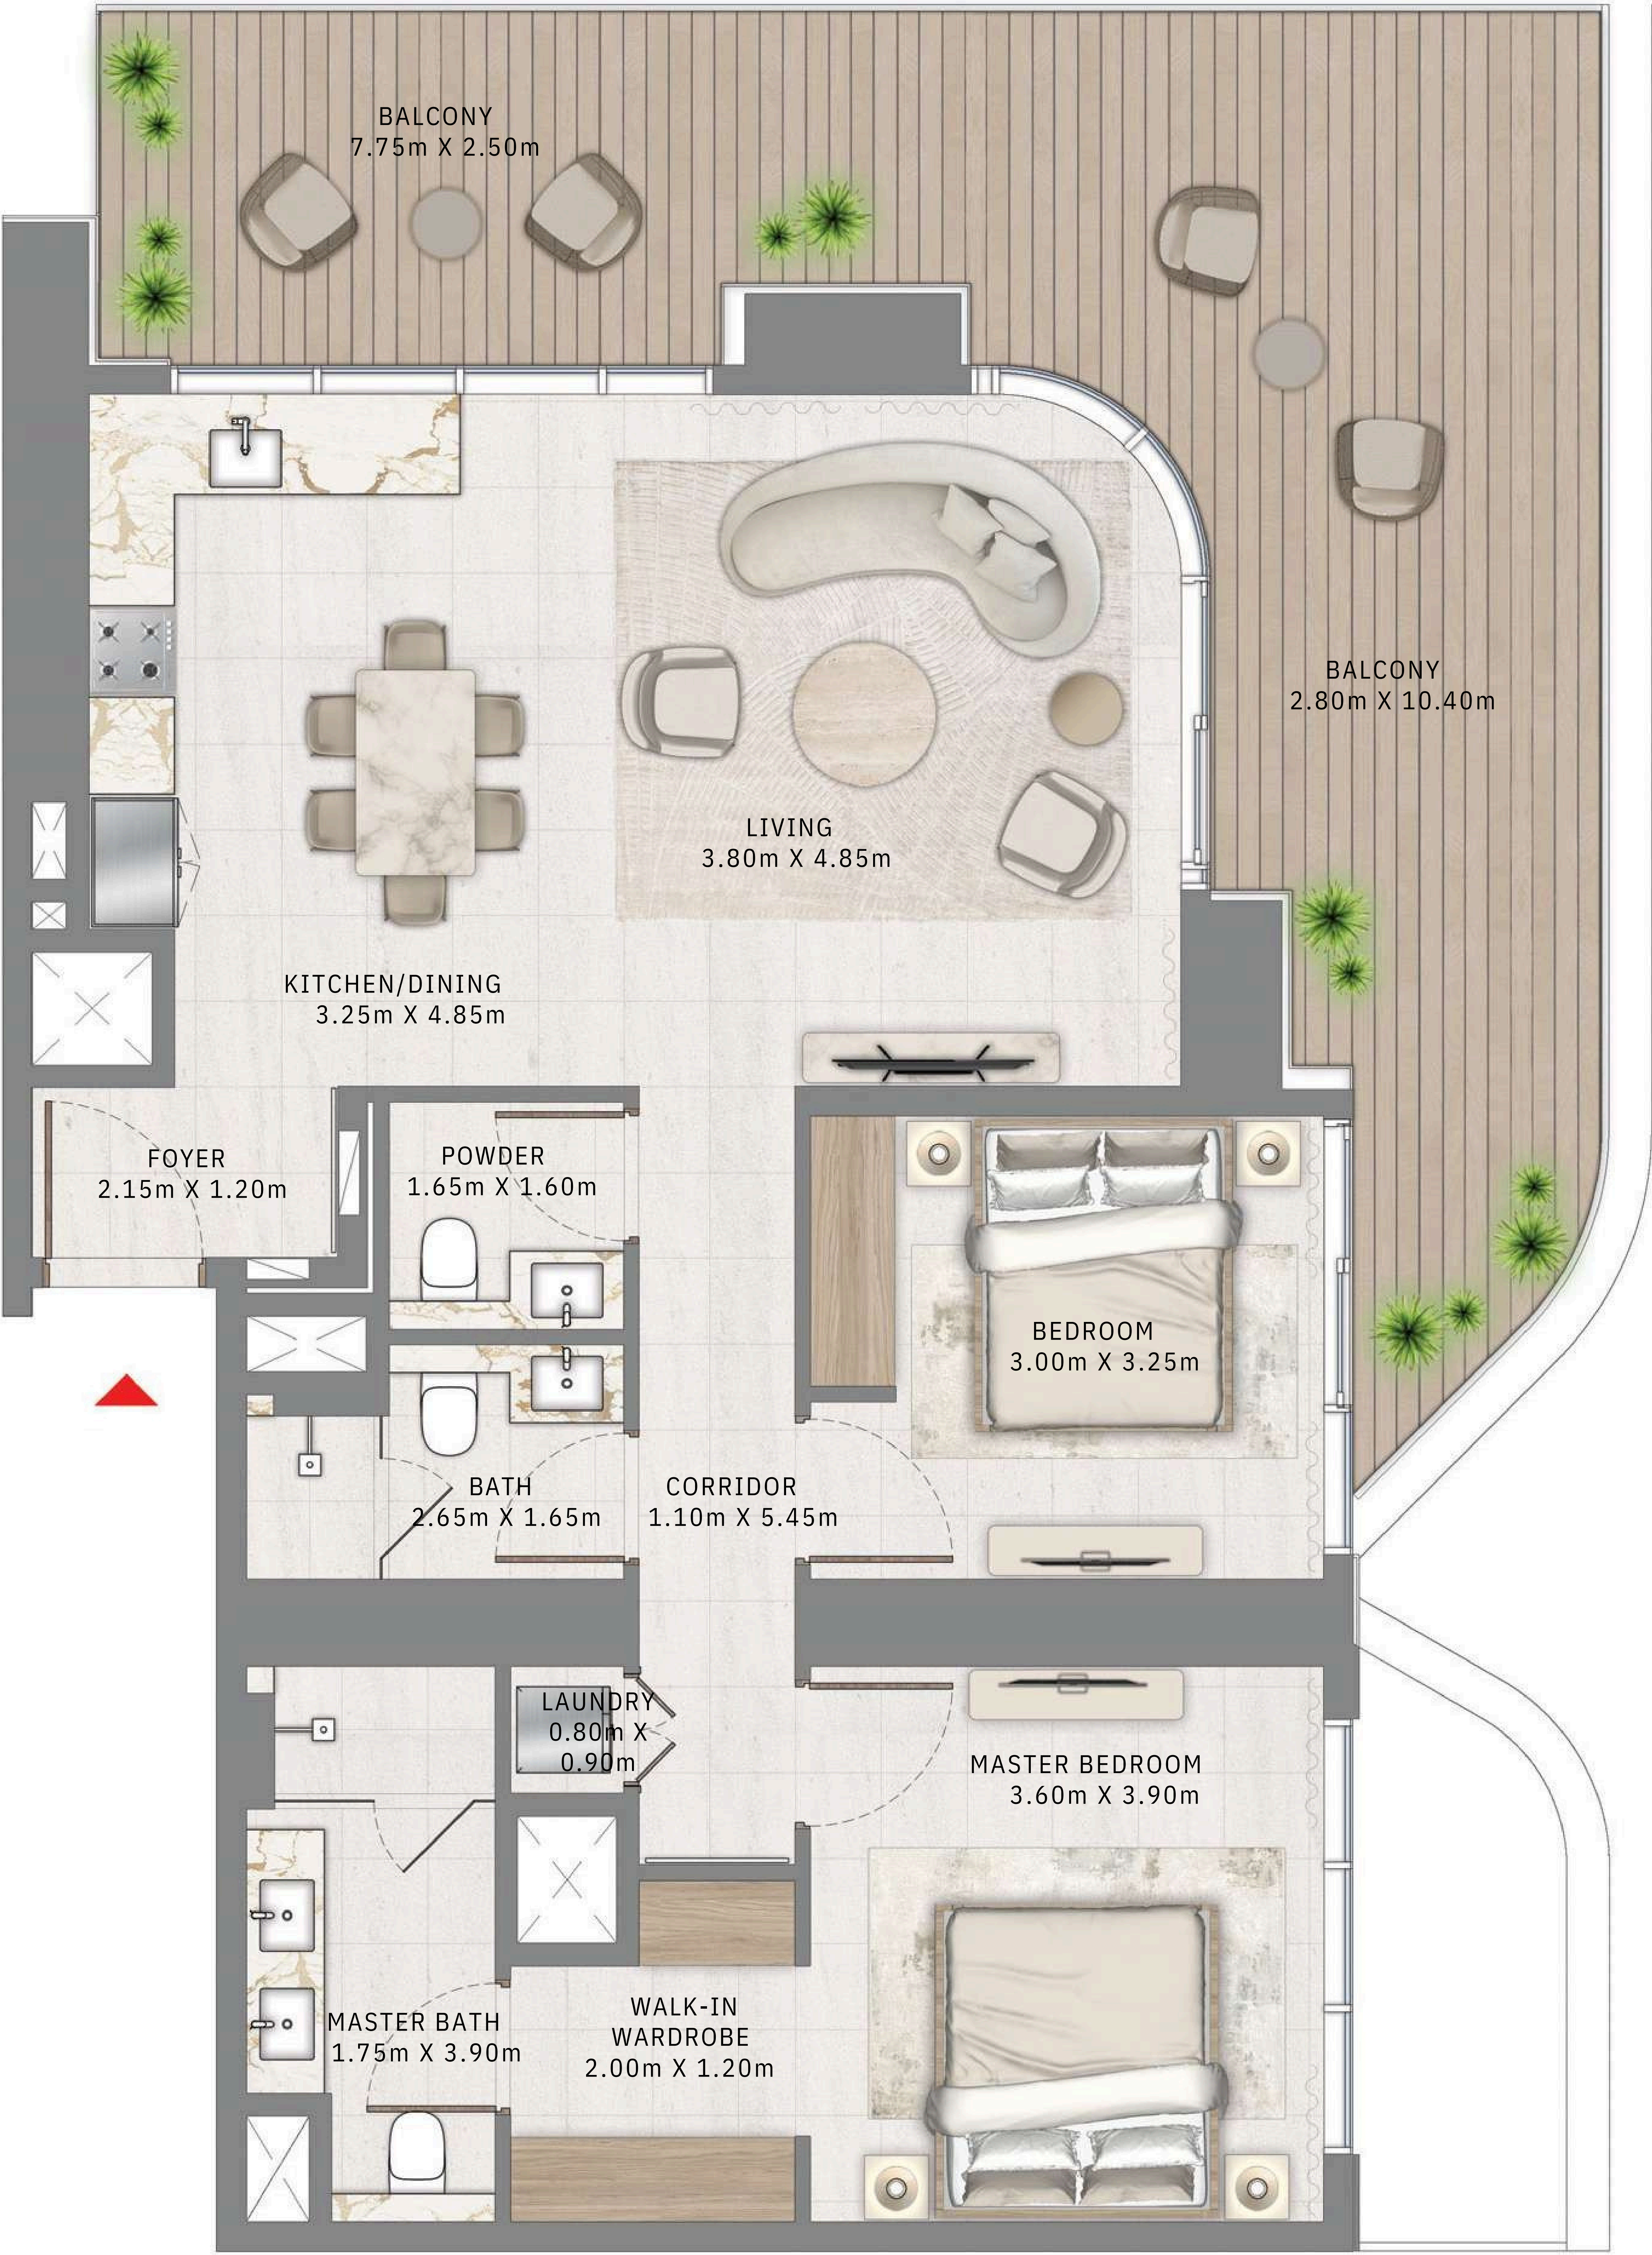 BALCONY
7.75m X 2.50m
BALCONY
2.80m X 10.40m
LIVING
3.80m X 4.85m
KITCHEN/DINING
3.25m X 4.85m
FOYER
2.15m X 1.20m
POWDER
1.65m X 1.60m
BEDROOM
3.00m X 3.25m
BATH
2.65m X 1.65m
CORRIDOR
1.10m X 5.45m
LAUNDRY
0.80m X
0.90m
MASTER BEDROOM
3.60m X 3.90m
MASTER BATH
1.75m X 3.90m
WALK-IN
WARDROBE
2.00m X 1.20m